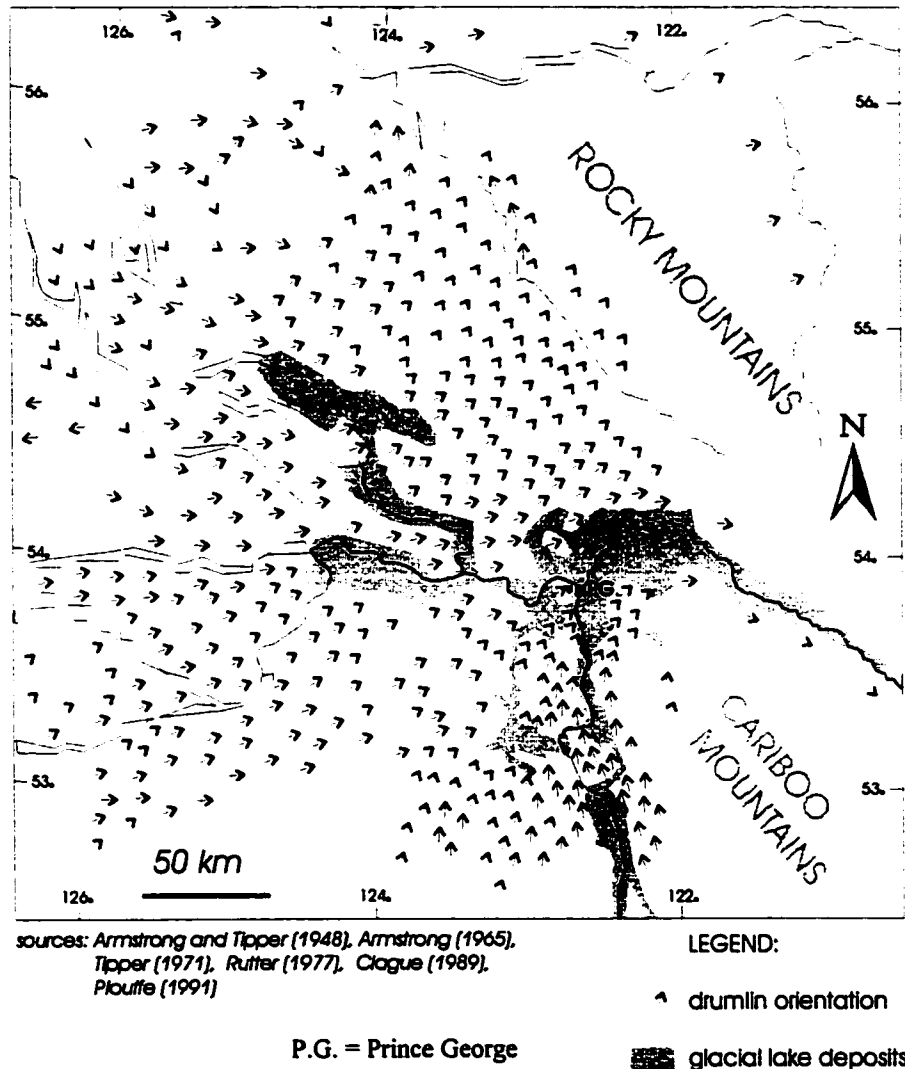 126° 124° 122°
56° 56°
ROCKY MOUNTAINS
55° 55°
N
54° 54°
P.G.
CARIBOO
MOUNTAINS
53° 53°
50 km
126° 124° 122°
sources: Armstrong and Tipper (1948), Armstrong (1965),
Tipper (1971), Rutter (1977), Clague (1989),
Plouffe (1991)
LEGEND:
drumlin orientation
P.G. = Prince George
glacial lake deposits